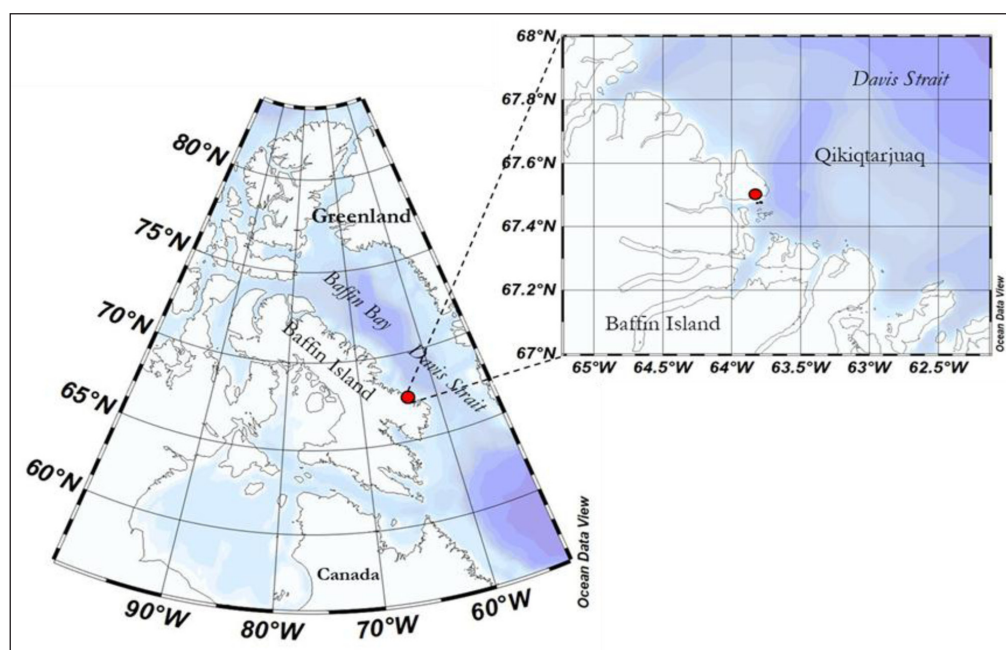 80°N
75°N
70°N
65°N
60°N
90°W
80°W
70°W
60°W
Greenland
Baffin Bay
Baffin Island
Davis Strait
Canada
Ocean Data View
68°N
67.8°N
67.6°N
67.4°N
67.2°N
67°N
65°W
64.5°W
64°W
63.5°W
63°W
62.5°W
Davis Strait
Qikiqtarjuaq
Baffin Island
Ocean Data View